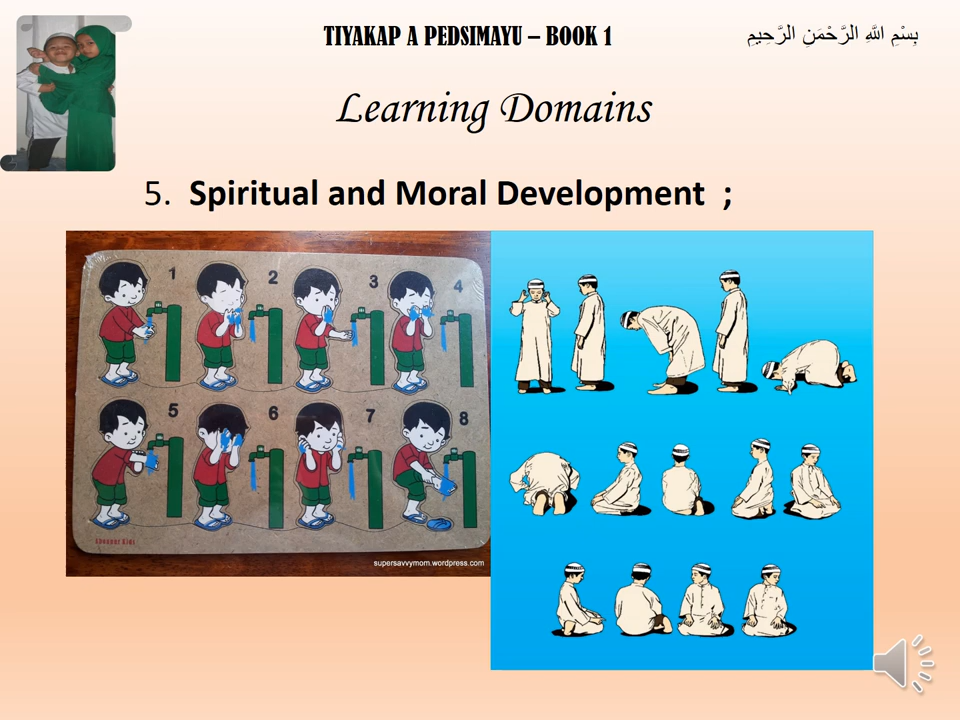 TIYAKAP A PEDSIMAYU – BOOK 1
بِسْمِ اللَّهِ الرَّحْمَنِ الرَّحِيمِ
Learning Domains
5. Spiritual and Moral Development ;
1
2
3
4
5
6
7
8
supersavvymom.wordpress.com